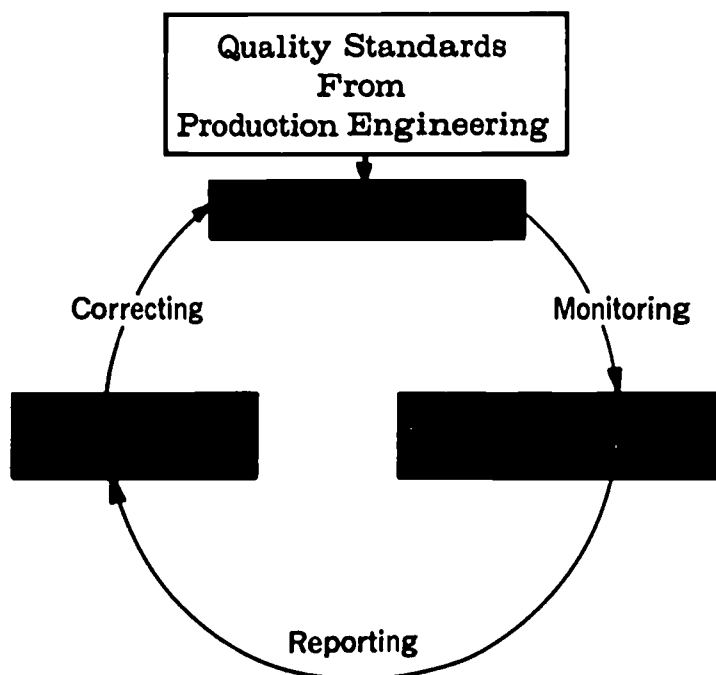 Quality Standards
From
Production Engineering
Correcting
Monitoring
Reporting